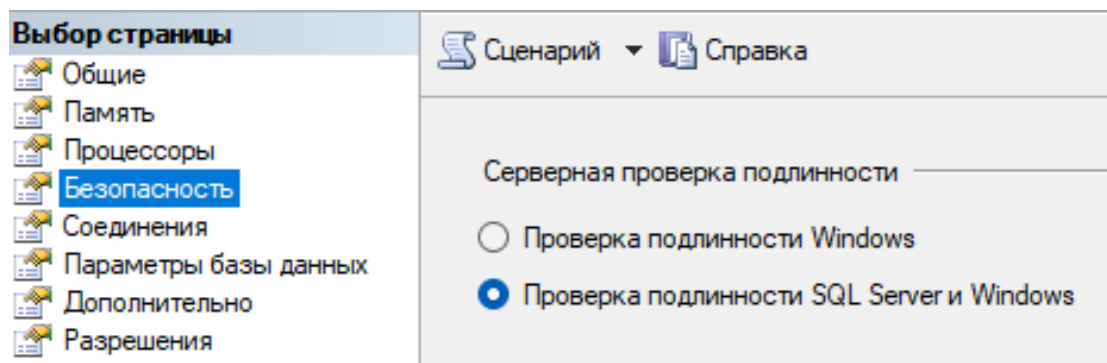 Выбор страницы
Общие
Память
Процессоры
Безопасность
Соединения
Параметры базы данных
Дополнительно
Разрешения
Сценарий Справка
Серверная проверка подлинности
Проверка подлинности Windows
Проверка подлинности SQL Server и Windows